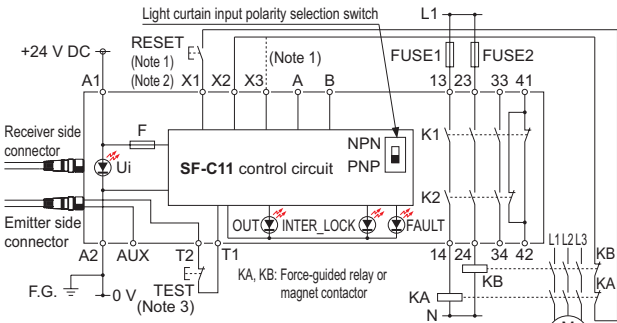 Light curtain input polarity selection switch
L1
+24 V DC
RESET
(Note 1)
(Note 2)
(Note 1)
FUSE1
FUSE2
A1
X1
X2
X3
A
B
13
23
33
41
Receiver side
connector
F
Ui
SF-C11 control circuit
NPN
PNP
K1
K2
Emitter side
connector
OUT
INTER_LOCK
FAULT
A2
AUX
T2
T1
14
24
34
42
KA, KB: Force-guided relay or
magnet contactor
L1 L2 L3
KB
KB
KA
KA
F.G.
0 V
TEST
(Note 3)
N